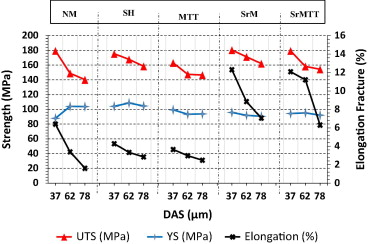 NM SH MTT SrM SrMTT
200 16
180 14
160 12
140 10
120 8
100 6
80 4
60 2
40 0
20
0
Strength (MPa)
Elongation Fracture (%)
37 62 78 37 62 78 37 62 78 37 62 78 37 62 78
DAS (µm)
UTS (MPa) YS (MPa) Elongation (%)